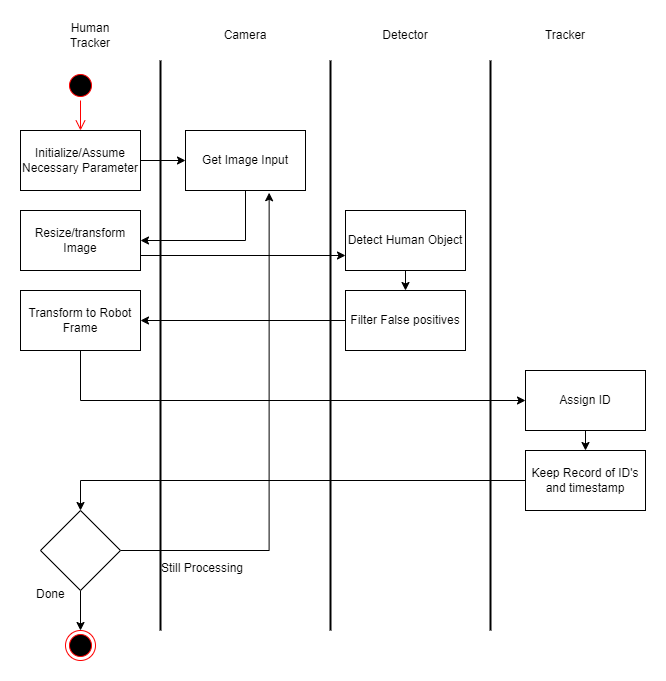 Human
Tracker
Camera
Detector
Tracker
Initialize/Assume
Necessary Parameter
Get Image Input
Resize/transform
Image
Detect Human Object
Transform to Robot
Frame
Filter False positives
Assign ID
Keep Record of ID's
and timestamp
Still Processing
Done